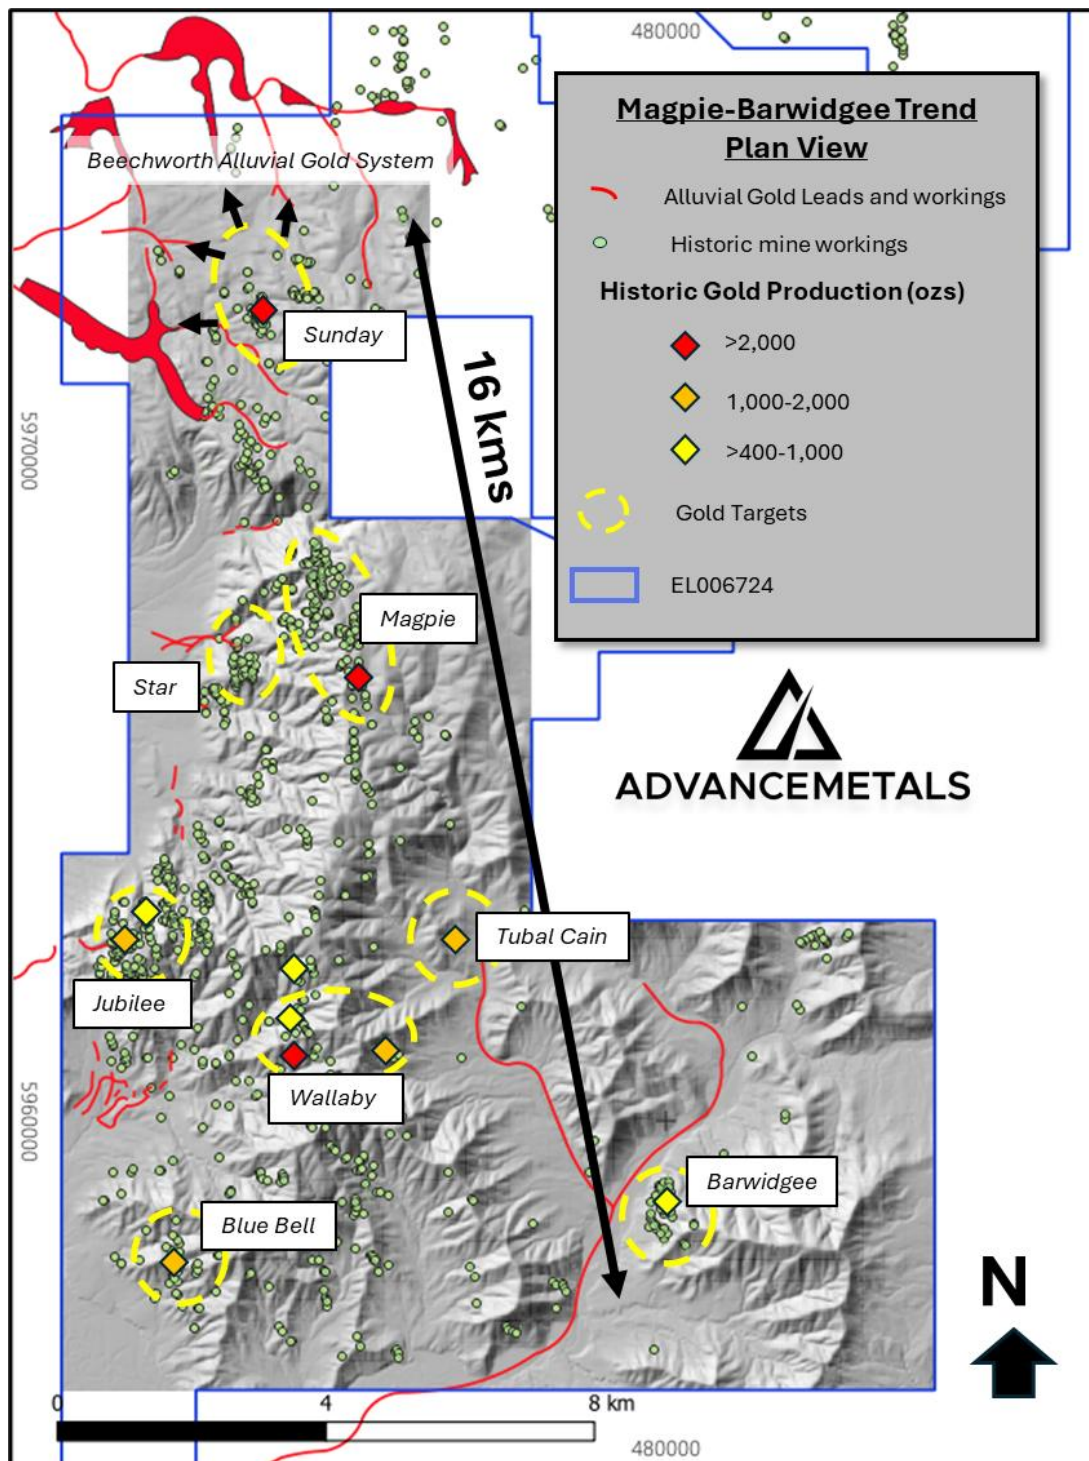 480000
Magpie-Barwidgee Trend
Plan View
Alluvial Gold Leads and workings
Historic mine workings
Historic Gold Production (ozs)
>2,000
1,000-2,000
>400-1,000
Gold Targets
EL006724
Beechworth Alluvial Gold System
Sunday
16 kms
5970000
Magpie
Star
ADVANCEMETALS
Tubal Cain
Jubilee
Wallaby
5960000
Barwidgee
Blue Bell
N
0 4 8 km
480000